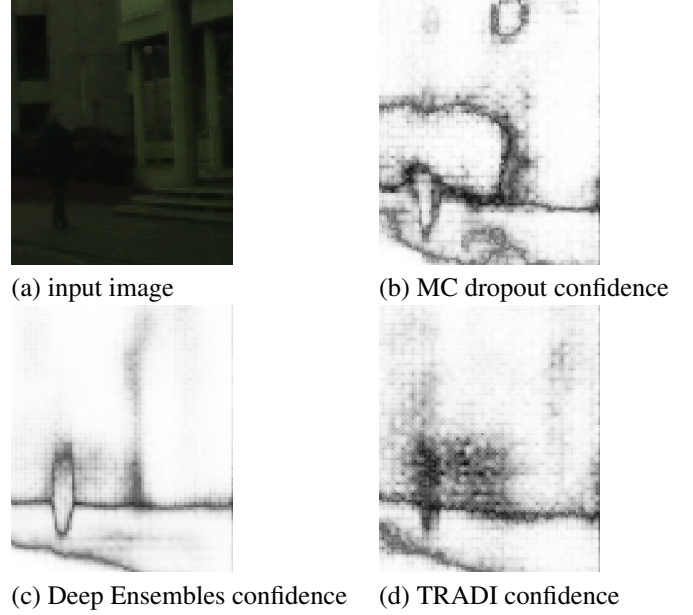 (a) input image
(b) MC dropout confidence
(c) Deep Ensembles confidence
(d) TRADI confidence